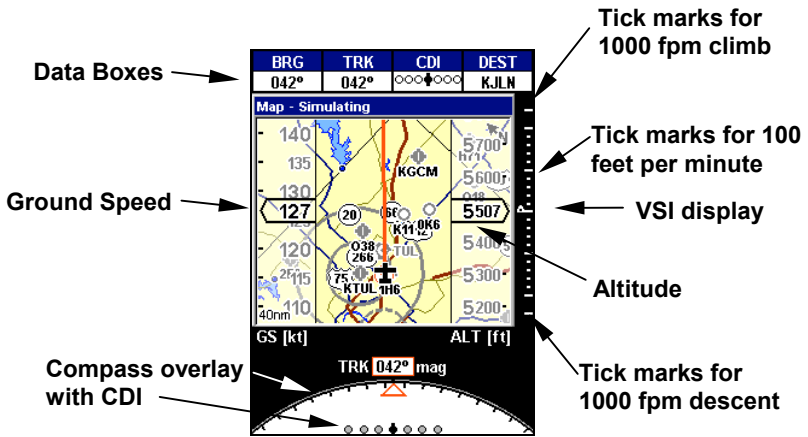 Tick marks for
1000 fpm climb
Data Boxes
BRG TRK CDI DEST
042° 042° KJLN
Map - Simulating
140
135
130
127
120
115
110
40nm
KGCM
20
K1142
0K6
TUL
O38
266
75
KTUL
1H6
5700
5600
5507
5400
5300
5200
GS [kt]
ALT [ft]
TRK 042° mag
Ground Speed
Tick marks for 100
feet per minute
VSI display
Altitude
Compass overlay
with CDI
Tick marks for
1000 fpm descent